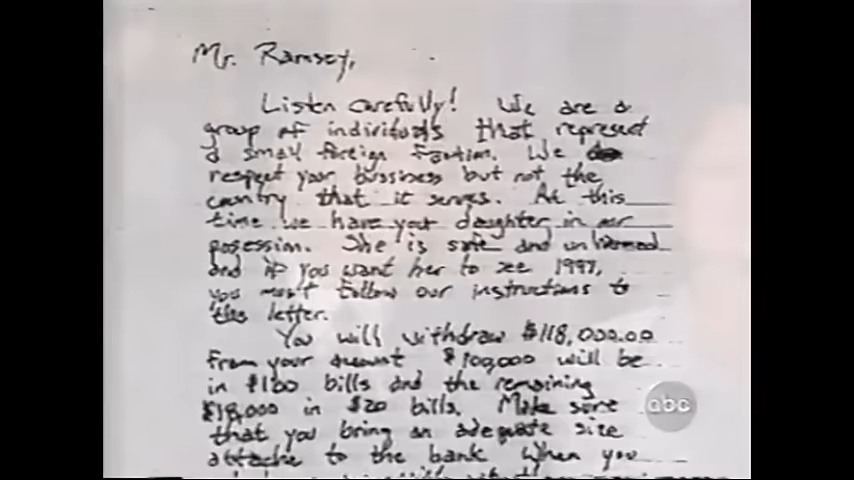 Mr. Ramsey,
Listen carefully! We are a
group of individuals that represent
a small foreign faction. We
respect your bussiness but not the
country that it serves. At this
time we have your daughter in our
posession. She is safe and unharmed
and if you want her to see 1997,
you must follow our instructions to
the letter.
You will withdraw $118,000.00
from your account $100,000 will be
in $100 bills and the remaining
$18,000 in $20 bills. Make sure
that you bring an adequate size
attache to the bank When you
abc